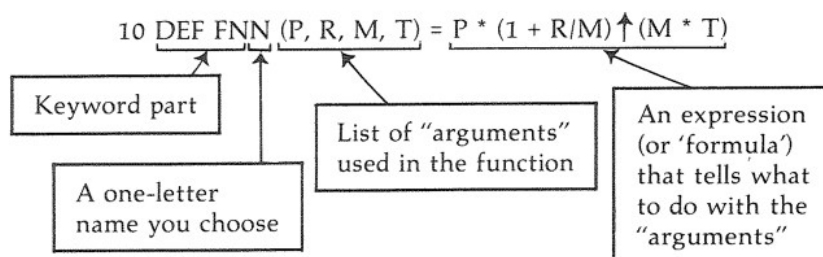 10 DEF FNN (P, R, M, T) = P * (1 + R/M) ↑ (M * T)
Keyword part
A one-letter
name you choose
List of "arguments"
used in the function
An expression
(or 'formula')
that tells what
to do with the
"arguments"